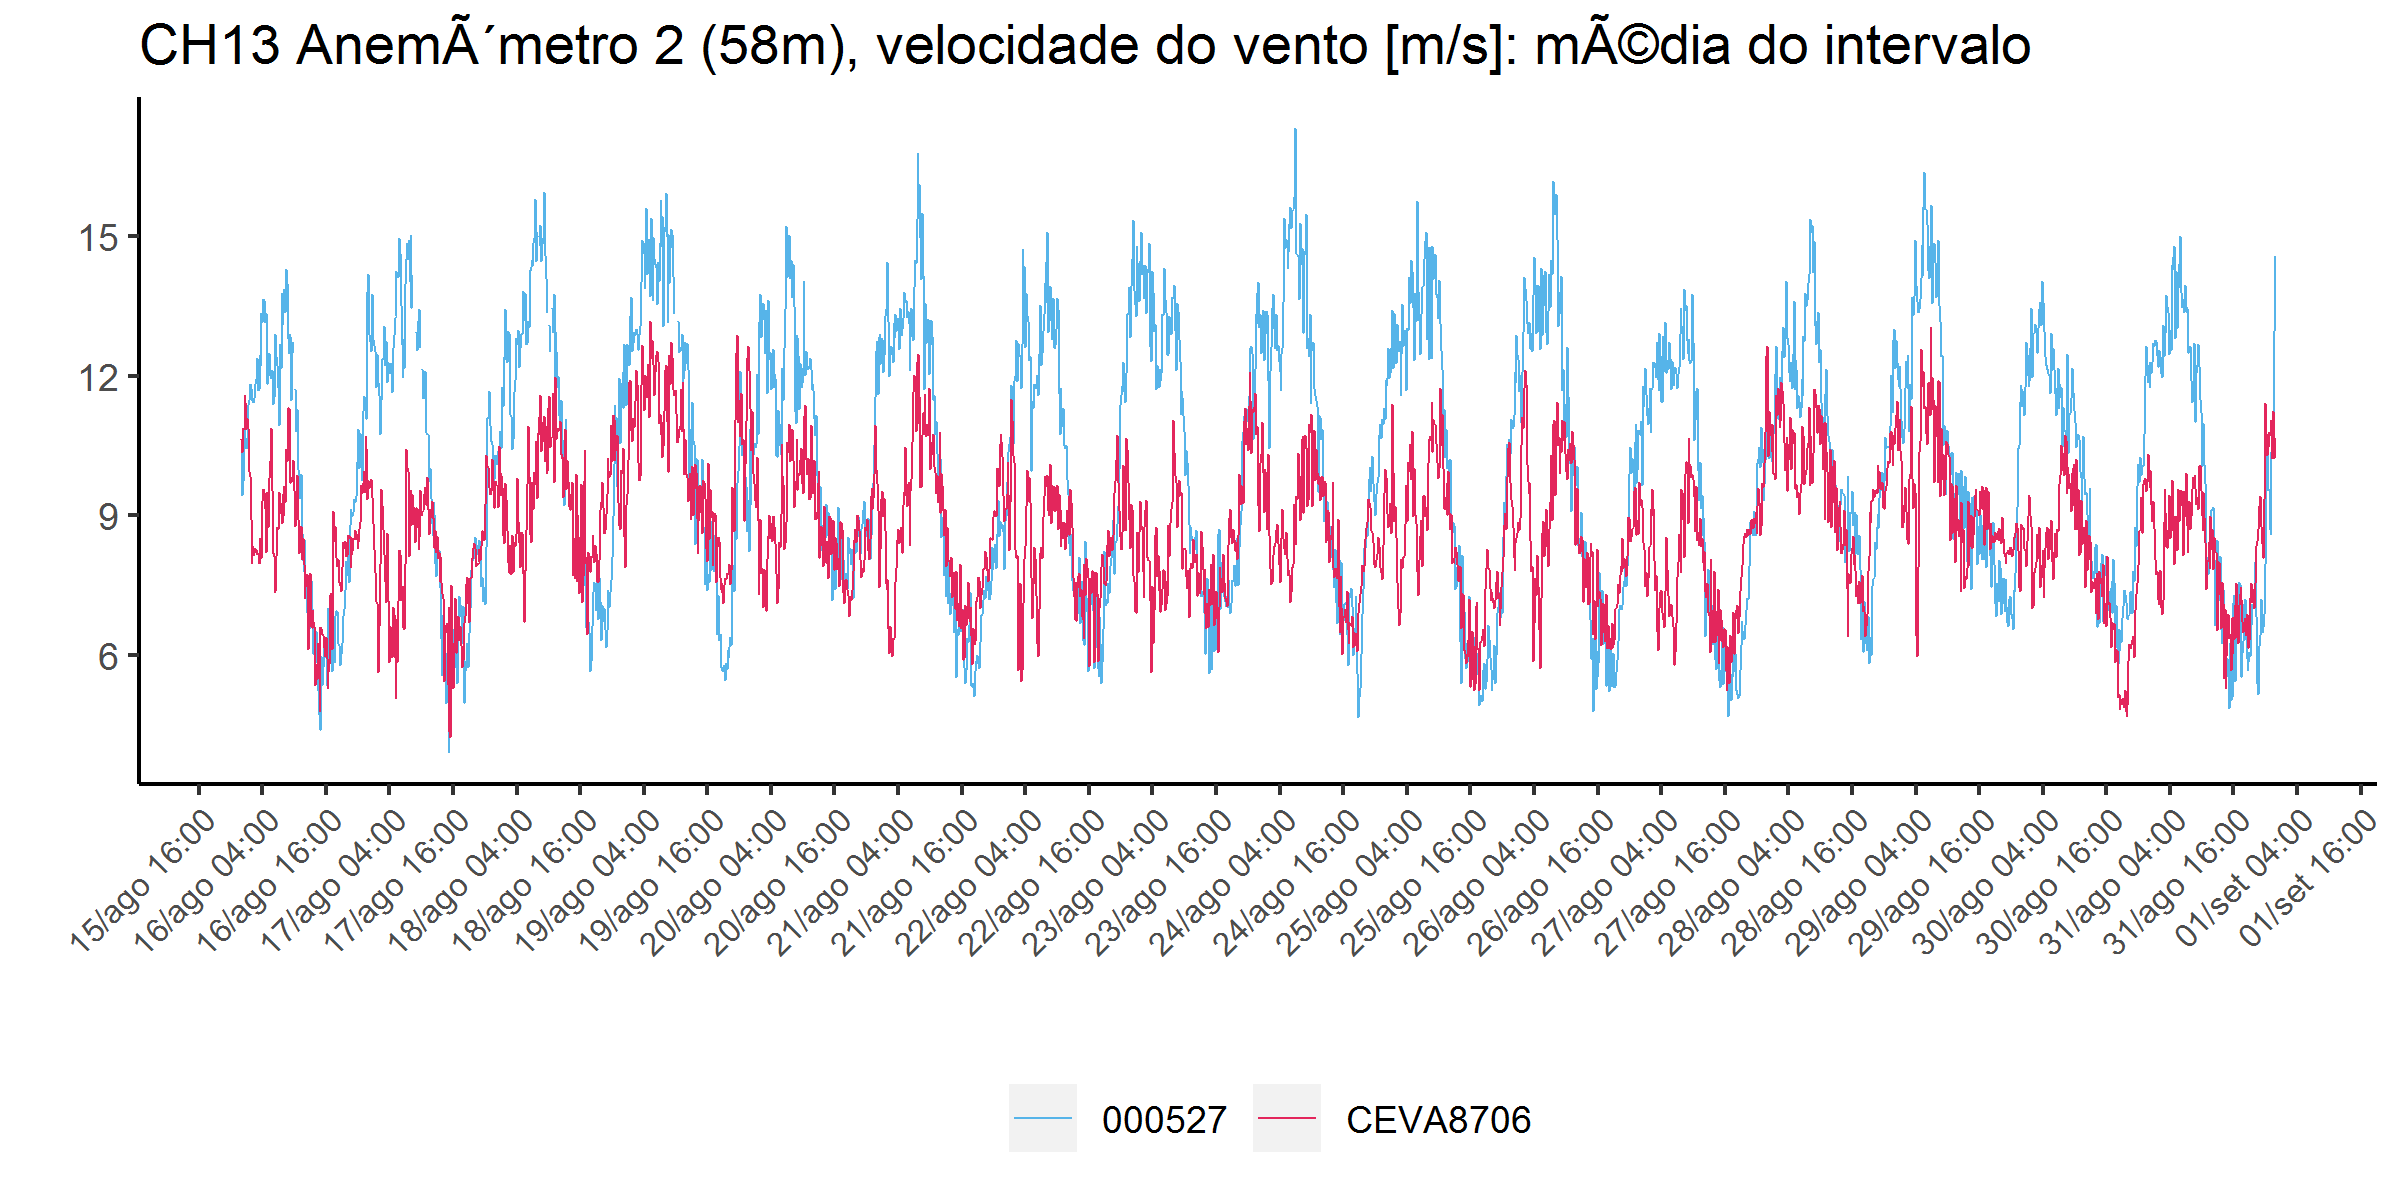 CH13 AnemÃ´metro 2 (58m), velocidade do vento [m/s]: mÃ©dia do intervalo
15
12
9
6
15/ago 16:00
16/ago 04:00
16/ago 16:00
17/ago 04:00
17/ago 16:00
18/ago 04:00
18/ago 16:00
19/ago 04:00
19/ago 16:00
20/ago 04:00
20/ago 16:00
21/ago 04:00
21/ago 16:00
22/ago 04:00
22/ago 16:00
23/ago 04:00
23/ago 16:00
24/ago 04:00
24/ago 16:00
25/ago 04:00
25/ago 16:00
26/ago 04:00
26/ago 16:00
27/ago 04:00
27/ago 16:00
28/ago 04:00
28/ago 16:00
29/ago 04:00
29/ago 16:00
30/ago 04:00
30/ago 16:00
31/ago 04:00
31/ago 16:00
01/set 04:00
01/set 16:00
000527 CEVA8706